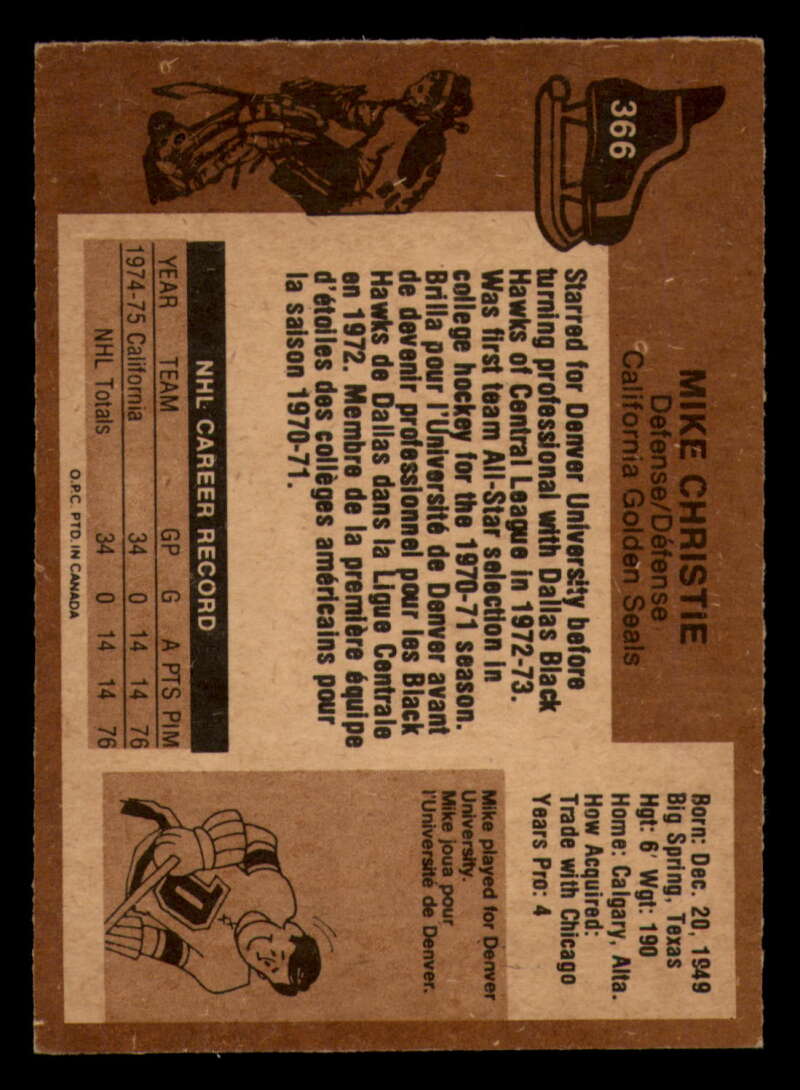 366
MIKE CHRISTIE
Defense/Défense
California Golden Seals
Born: Dec. 20, 1949
Big Spring, Texas
Hgt: 6' Wgt: 190
Home: Calgary, Alta.
How Acquired:
Trade with Chicago
Years Pro: 4
Starred for Denver University before
turning professional with Dallas Black
Hawks of Central League in 1972-73.
Was first team All-Star selection in
college hockey for the 1970-71 season.
Brilla pour l'Université de Denver avant
de devenir professionnel pour les Black
Hawks de Dallas dans la Ligue Centrale
en 1972. Membre de la première équipe
d'étoiles des collèges américains pour
la saison 1970-71.
Mike played for Denver
University.
Mike joua pour
l'Université de Denver.
D
NHL CAREER RECORD
YEAR TEAM GP G A PTS PIM
1974-75 California 34 0 14 14 76
NHL Totals 34 0 14 14 76
O.P.C. PTD. IN CANADA